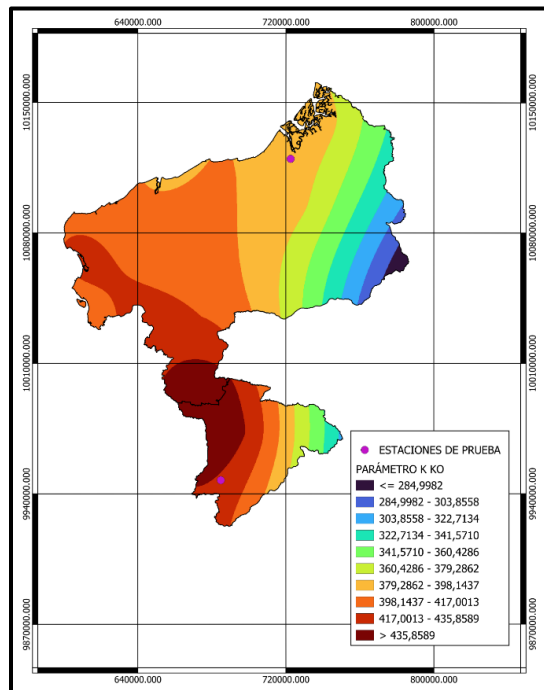 640000.000 720000.000 800000.000
10150000.000 10150000.000
10080000.000 10080000.000
10010000.000 10010000.000
9940000.000 9940000.000
9870000.000 9870000.000
ESTACIONES DE PRUEBA
PARÁMETRO K KO
<= 284,9982
284,9982 - 303,8558
303,8558 - 322,7134
322,7134 - 341,5710
341,5710 - 360,4286
360,4286 - 379,2862
379,2862 - 398,1437
398,1437 - 417,0013
417,0013 - 435,8589
> 435,8589
640000.000 720000.000 800000.000